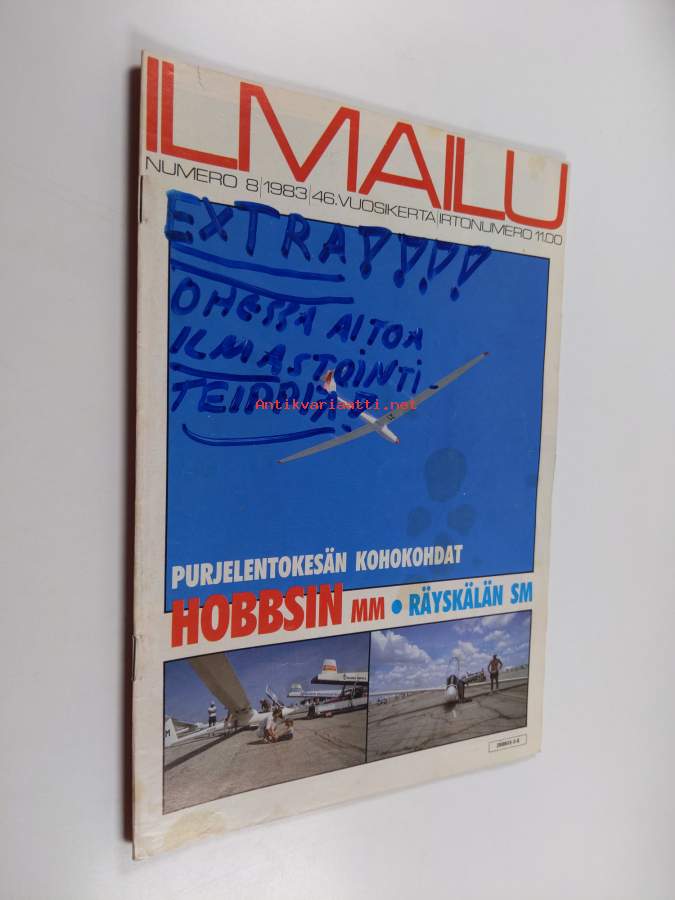 ILMAILU
NUMERO 8|1983|46.VUOSIKERTA|IRTONUMERO 11.00
EXTRA!!!!
OHESSA AITOA
ILMASTOINTI-
TEIPPIÄ!
Antikvariaatti.net
PURJELENTOKESÄN KOHOKOHDAT
HOBBSIN MM • RÄYSKÄLÄN SM